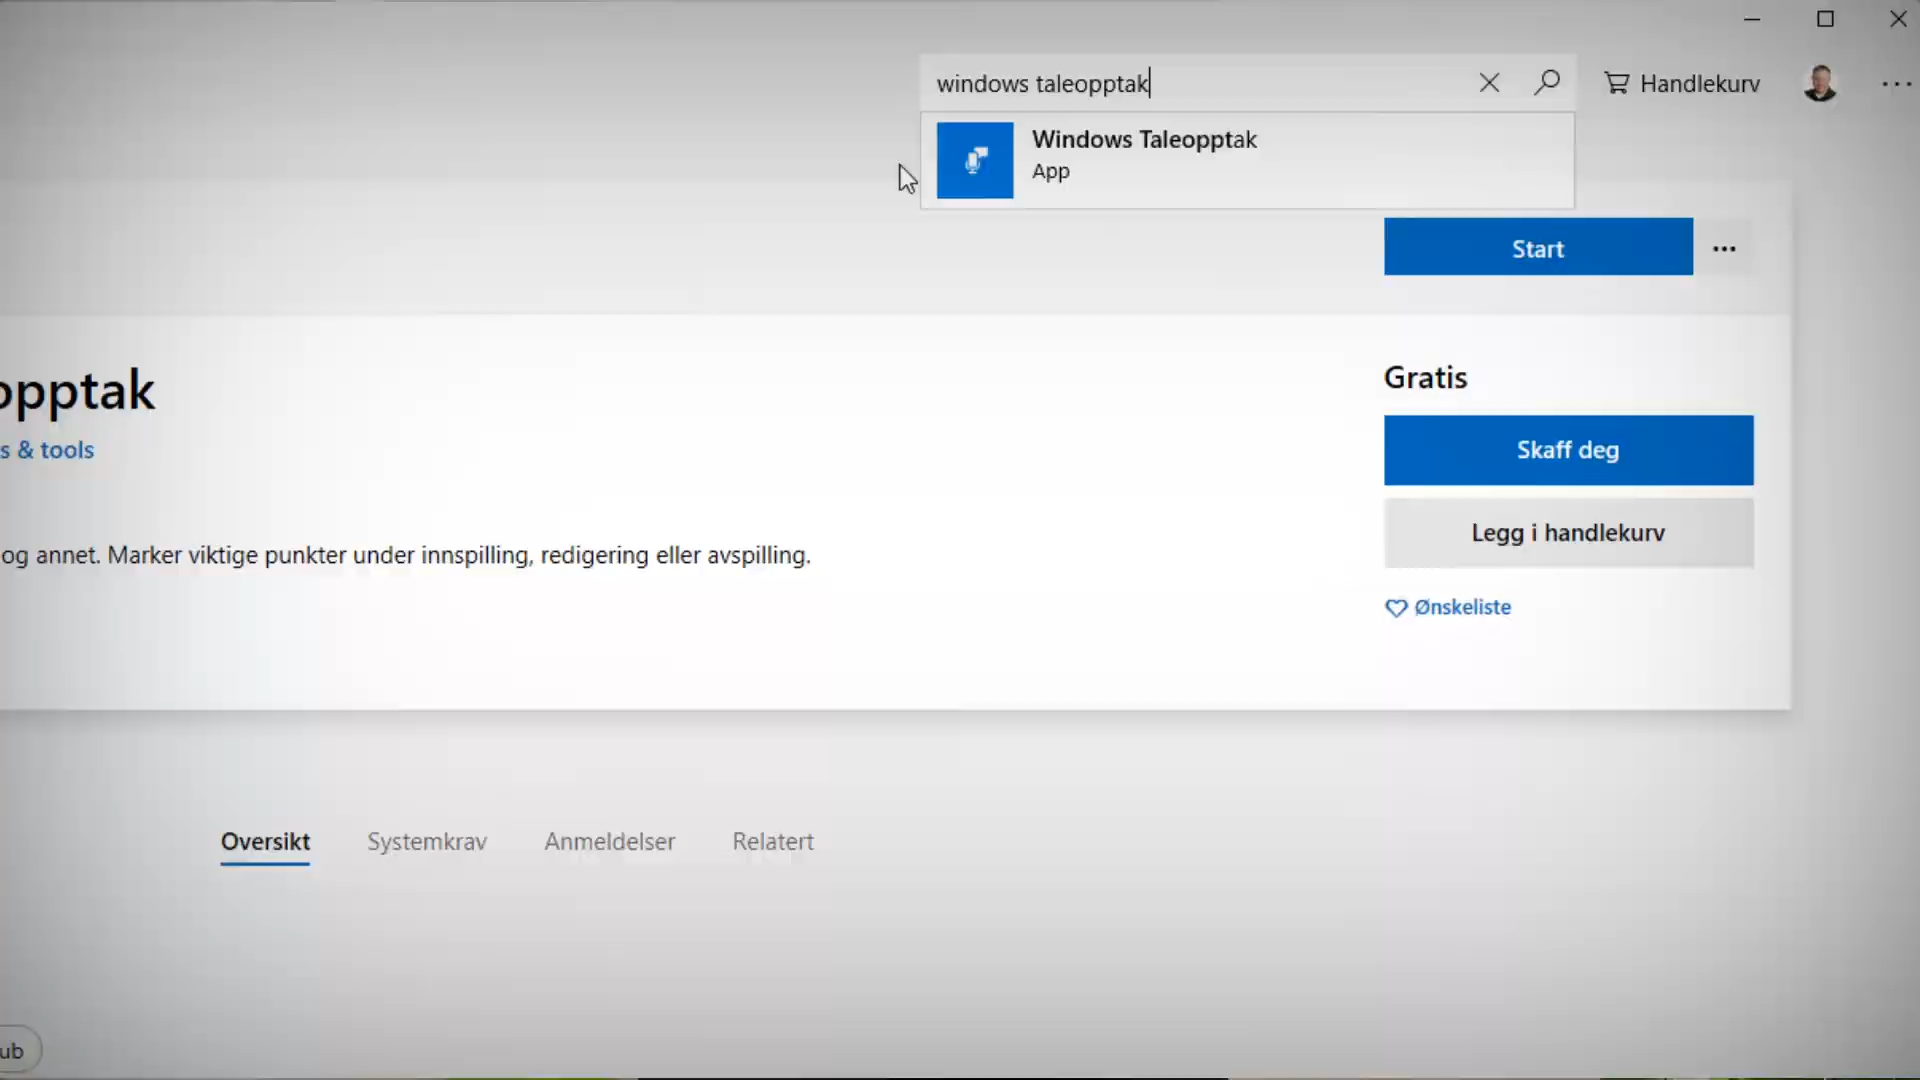 windows taleopptak
Handlekurv
Windows Taleopptak
App
Start
opptak
Gratis
s & tools
Skaff deg
Legg i handlekurv
og annet. Marker viktige punkter under innspilling, redigering eller avspilling.
Ønskeliste
Oversikt Systemkrav Anmeldelser Relatert
ub